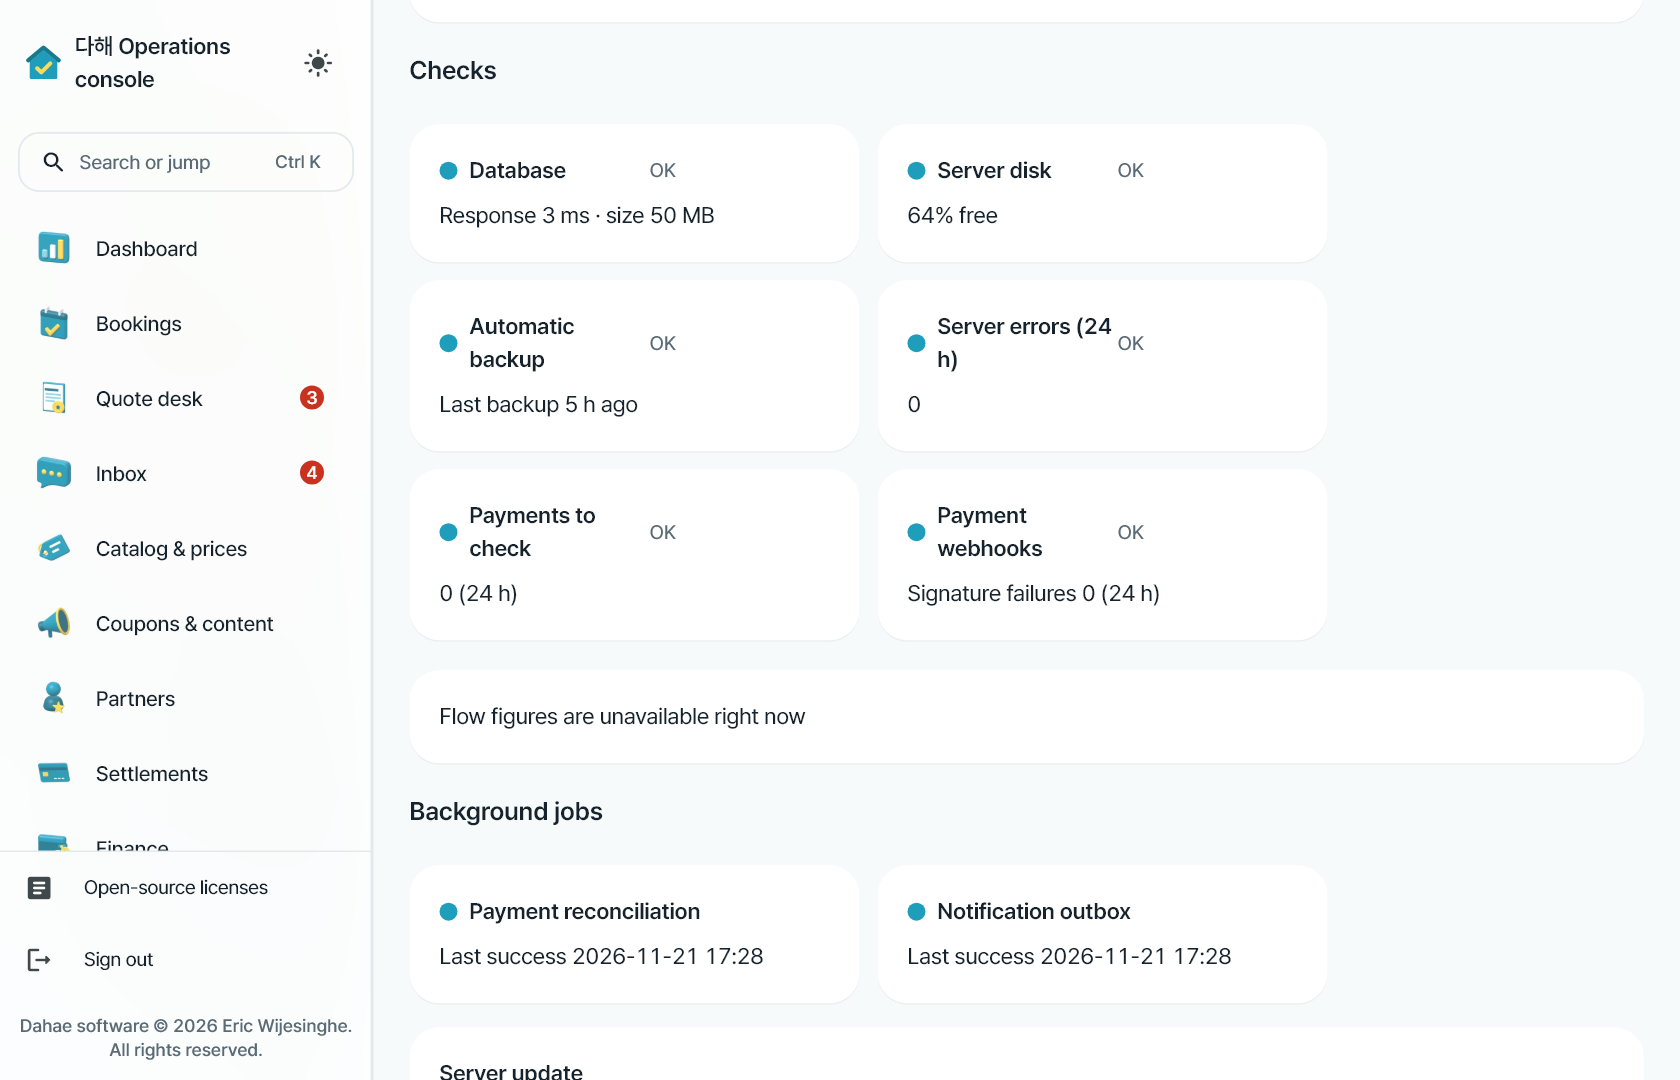 다해 Operations
console
Search or jump Ctrl K
Dashboard
Bookings
Quote desk 3
Inbox 4
Catalog & prices
Coupons & content
Partners
Settlements
Finance
Open-source licenses
Sign out
Dahae software © 2026 Eric Wijesinghe.
All rights reserved.
Checks
Database OK
Response 3 ms · size 50 MB
Server disk OK
64% free
Automatic
backup OK
Last backup 5 h ago
Server errors (24
h) OK
0
Payments to
check OK
0 (24 h)
Payment
webhooks OK
Signature failures 0 (24 h)
Flow figures are unavailable right now
Background jobs
Payment reconciliation
Last success 2026-11-21 17:28
Notification outbox
Last success 2026-11-21 17:28
Server update